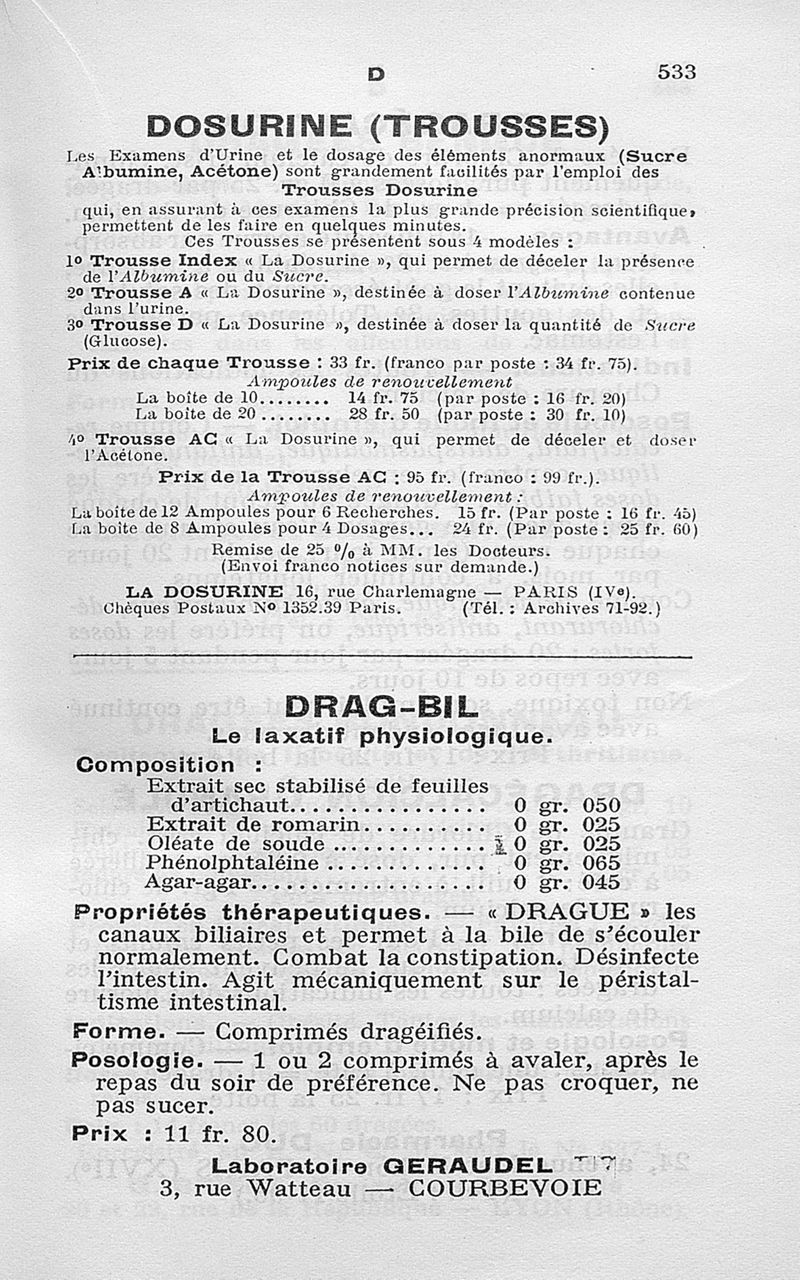 D 533
DOSURINE (TROUSSES)
Les Examens d'Urine et le dosage des éléments anormaux (Sucre
Albumine, Acétone) sont grandement facilités par l'emploi des
Trousses Dosurine
qui, en assurant à ces examens la plus grande précision scientifique,
permettent de les faire en quelques minutes.
Ces Trousses se présentent sous 4 modèles :
1º Trousse Index « La Dosurine », qui permet de déceler la présence
de l'Albumine ou du Sucre.
2º Trousse A « La Dosurine », destinée à doser l'Albumine contenue
dans l'urine.
3º Trousse D « La Dosurine », destinée à doser la quantité de Sucre
(Glucose).
Prix de chaque Trousse : 33 fr. (franco par poste : 34 fr. 75).
Ampoules de renouvellement
La boîte de 10........ 14 fr. 75 (par poste : 16 fr. 20)
La boîte de 20........ 28 fr. 50 (par poste : 30 fr. 10)
4º Trousse AC « La Dosurine », qui permet de déceler et doser
l'Acétone.
Prix de la Trousse AC : 95 fr. (franco : 99 fr.).
Ampoules de renouvellement :
La boîte de 12 Ampoules pour 6 Recherches. 15 fr. (Par poste : 16 fr. 45)
La boîte de 8 Ampoules pour 4 Dosages... 24 fr. (Par poste : 25 fr. 60)
Remise de 25 % à MM. les Docteurs.
(Envoi franco notices sur demande.)
LA DOSURINE 16, rue Charlemagne — PARIS (IVe).
Chèques Postaux Nº 1352.39 Paris. (Tél. : Archives 71-92.)
DRAG-BIL
Le laxatif physiologique.
Composition :
Extrait sec stabilisé de feuilles
d'artichaut.................. 0 gr. 050
Extrait de romarin........... 0 gr. 025
Oléate de soude ............. 0 gr. 025
Phénolphtaléine .............. 0 gr. 065
Agar-agar..................... 0 gr. 045
Propriétés thérapeutiques. — « DRAGUE » les
canaux biliaires et permet à la bile de s'écouler
normalement. Combat la constipation. Désinfecte
l'intestin. Agit mécaniquement sur le péristal-
tisme intestinal.
Forme. — Comprimés dragéifiés.
Posologie. — 1 ou 2 comprimés à avaler, après le
repas du soir de préférence. Ne pas croquer, ne
pas sucer.
Prix : 11 fr. 80.
Laboratoire GERAUDEL
3, rue Watteau — COURBEVOIE